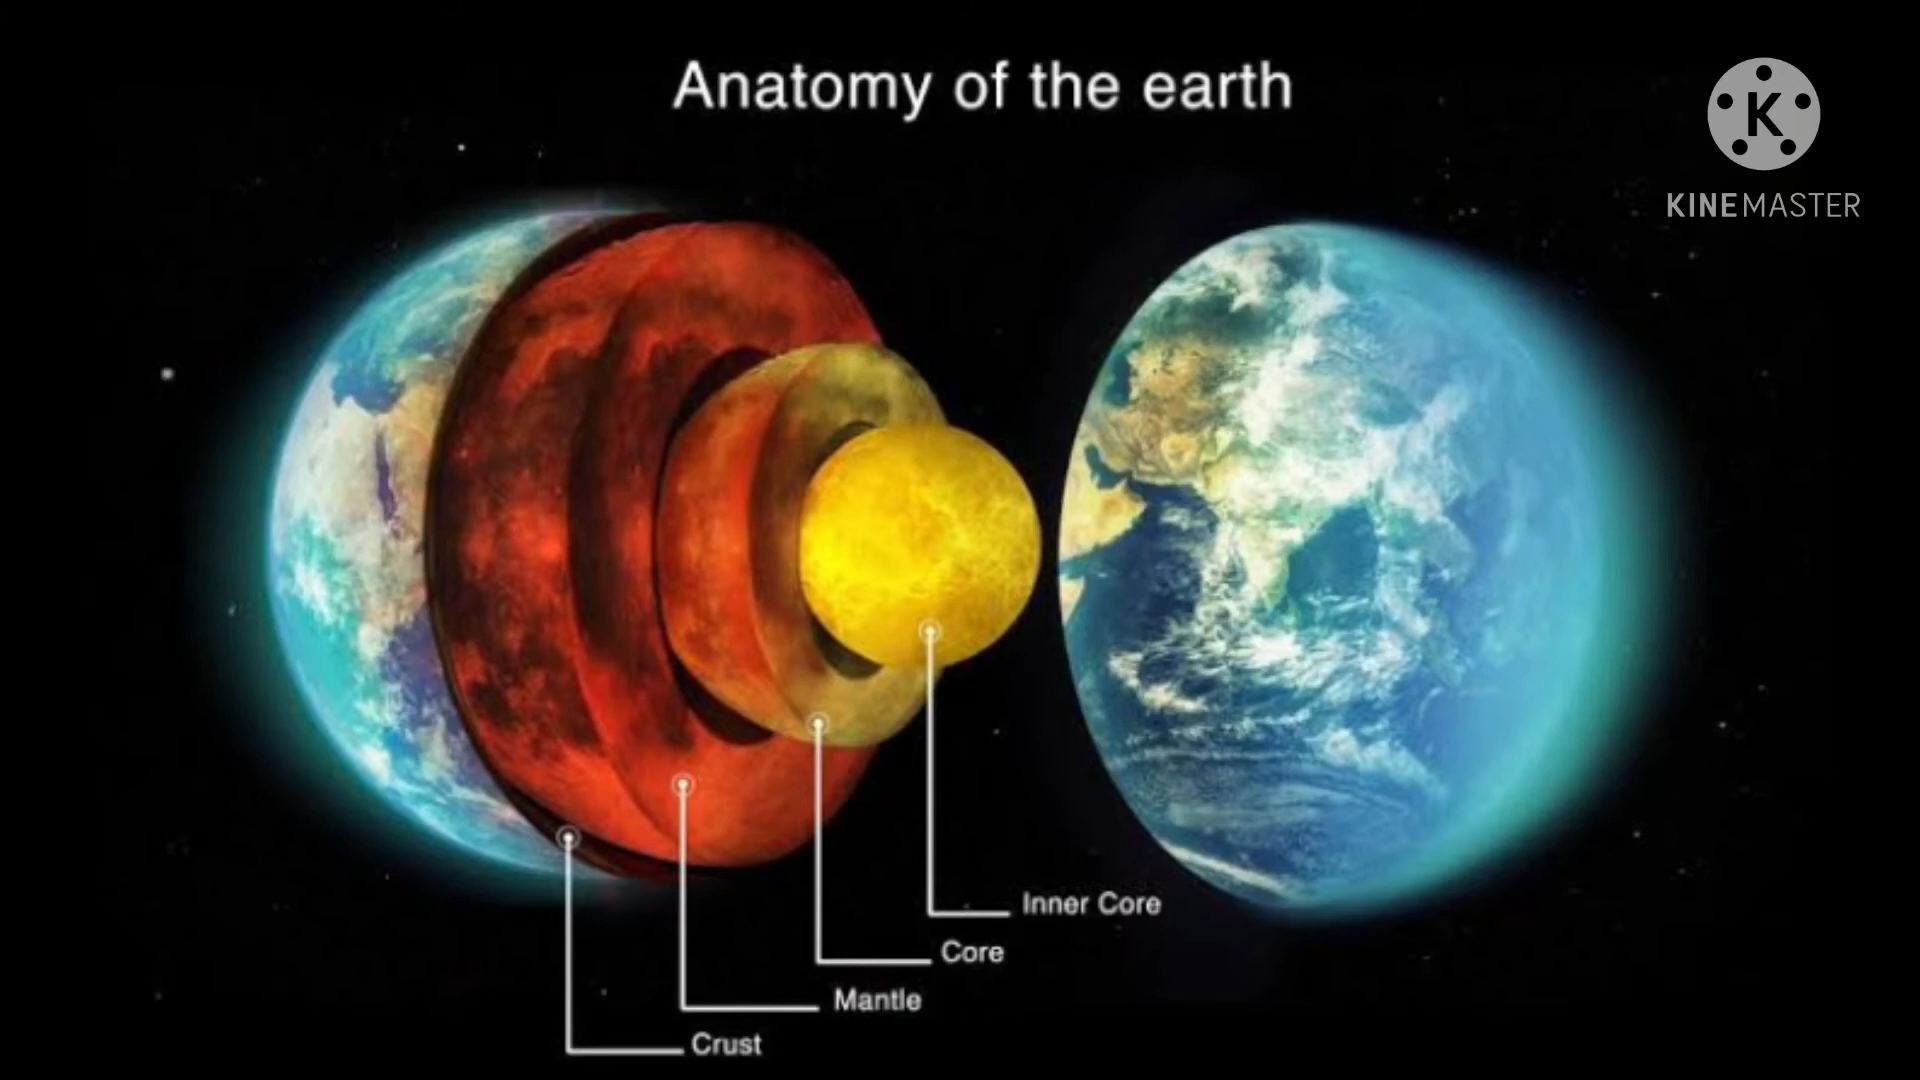 Anatomy of the earth
K
KINEMASTER
Inner Core
Core
Mantle
Crust